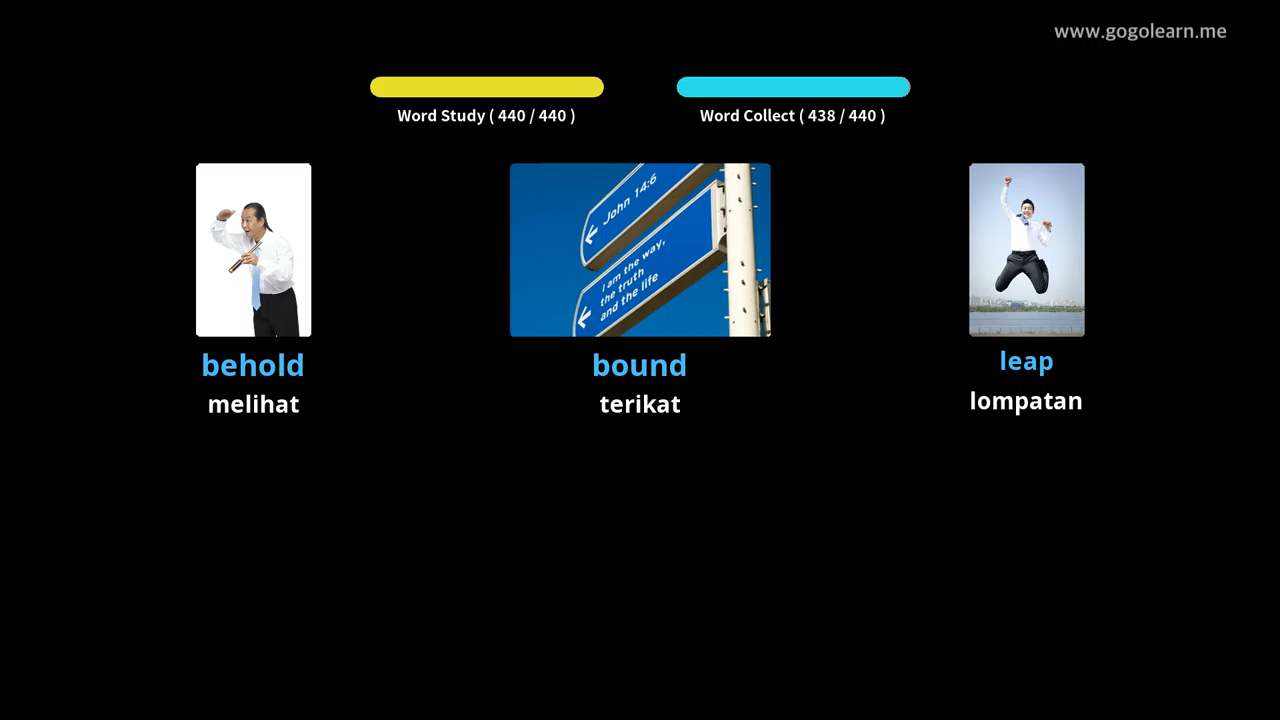 www.gogolearn.me
Word Study ( 440 / 440 )
Word Collect ( 438 / 440 )
John 14:6
I am the way,
the truth
and the life
behold
bound
leap
melihat
terikat
lompatan